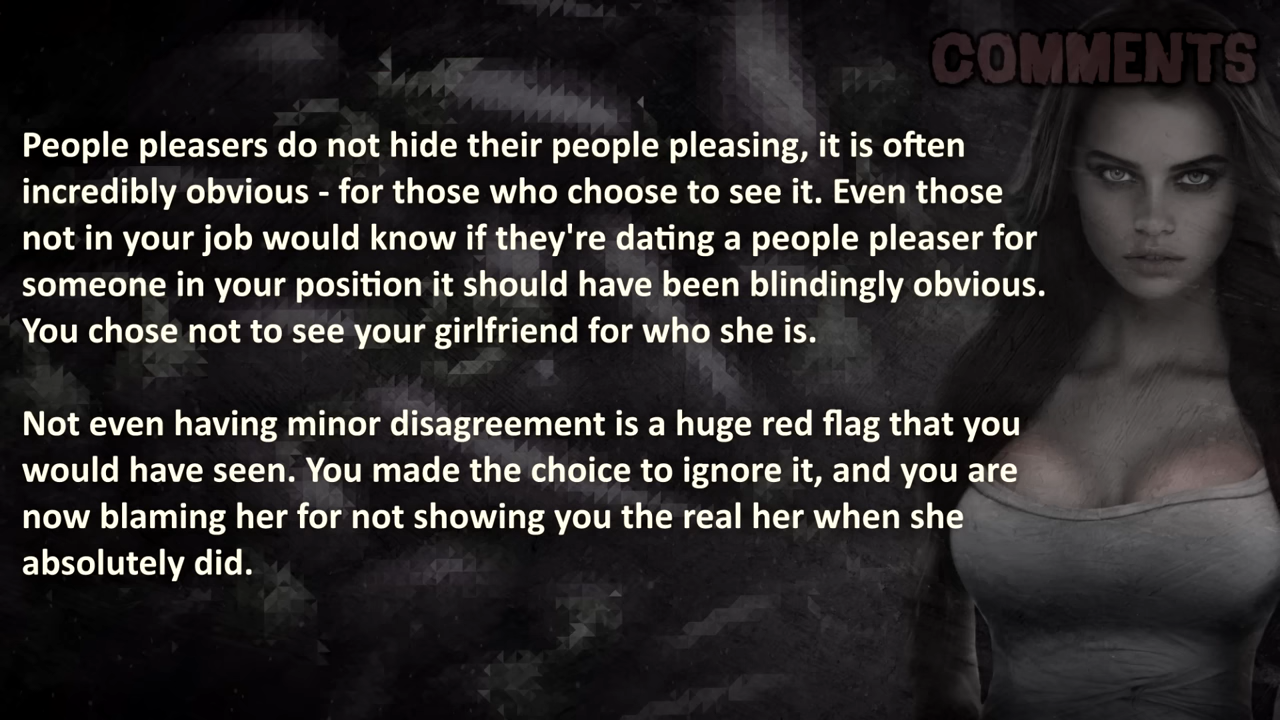 COMMENTS
People pleasers do not hide their people pleasing, it is often
incredibly obvious - for those who choose to see it. Even those
not in your job would know if they're dating a people pleaser for
someone in your position it should have been blindingly obvious.
You chose not to see your girlfriend for who she is.
Not even having minor disagreement is a huge red flag that you
would have seen. You made the choice to ignore it, and you are
now blaming her for not showing you the real her when she
absolutely did.